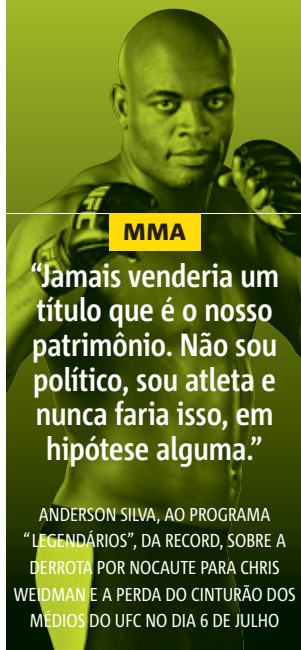 UFC
MMA
“Jamais venderia um
título que é o nosso
patrimônio. Não sou
político, sou atleta e
nunca faria isso, em
hipótese alguma.”
ANDERSON SILVA, AO PROGRAMA
“LEGENDÁRIOS”, DA RECORD, SOBRE A
DERROTA POR NOCAUTE PARA CHRIS
WEIDMAN E A PERDA DO CINTURÃO DOS
MÉDIOS DO UFC NO DIA 6 DE JULHO